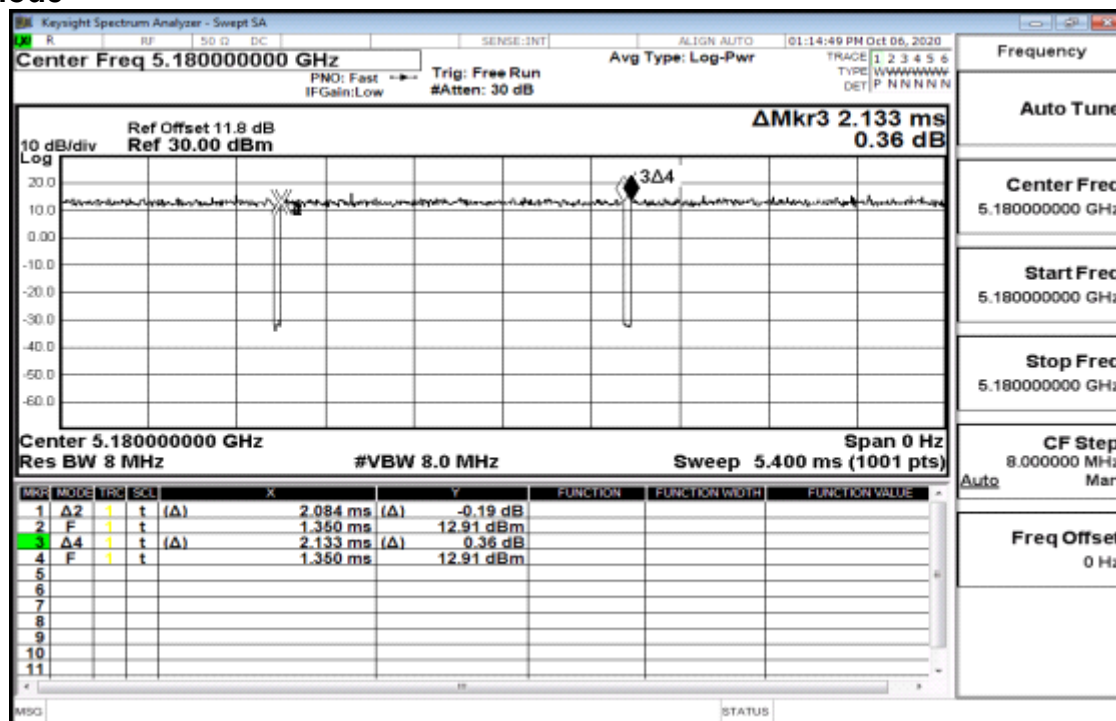 Keysight Spectrum Analyzer - Swept SA
R RF 50 Ω DC SENSE:INT ALIGN AUTO 01:14:49 PM Oct 06, 2020
Center Freq 5.180000000 GHz
PNO: Fast
IFGain:Low
Trig: Free Run
#Atten: 30 dB
Avg Type: Log-Pwr
TRACE 1 2 3 4 5 6
TYPE WWWWWW
DET P N N N N N
ΔMkr3 2.133 ms
0.36 dB
Ref Offset 11.8 dB
10 dB/div Ref 30.00 dBm
Log
20.0
10.0
0.00
-10.0
-20.0
-30.0
-40.0
-50.0
-60.0
3Δ4
Center 5.180000000 GHz Span 0 Hz
Res BW 8 MHz #VBW 8.0 MHz Sweep 5.400 ms (1001 pts)
MKR MODE TRC SCL X Y FUNCTION FUNCTION WIDTH FUNCTION VALUE
1 Δ2 1 t (Δ) 2.084 ms (Δ) -0.19 dB
2 F 1 t 1.350 ms 12.91 dBm
3 Δ4 1 t (Δ) 2.133 ms (Δ) 0.36 dB
4 F 1 t 1.350 ms 12.91 dBm
5
6
7
8
9
10
11
MSG STATUS
Frequency
Auto Tune
Center Freq
5.180000000 GHz
Start Freq
5.180000000 GHz
Stop Freq
5.180000000 GHz
CF Step
8.000000 MHz
Auto Man
Freq Offset
0 Hz